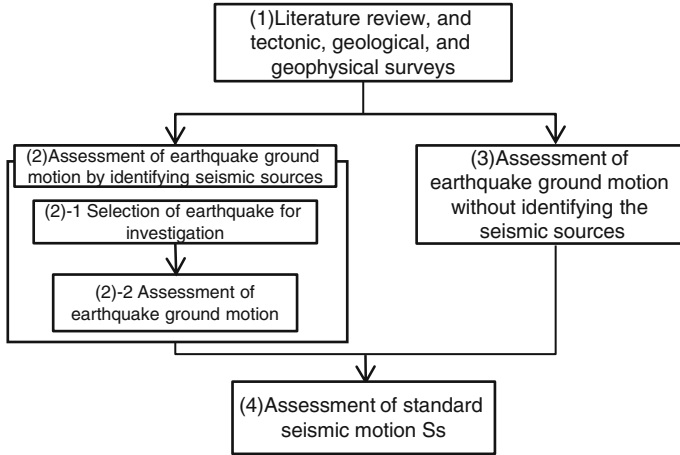 (1)Literature review, and
tectonic, geological, and
geophysical surveys
(2)Assessment of earthquake ground
motion by identifying seismic sources
(2)-1 Selection of earthquake for
investigation
(2)-2 Assessment of
earthquake ground motion
(3)Assessment of
earthquake ground motion
without identifying the
seismic sources
(4)Assessment of standard
seismic motion Ss